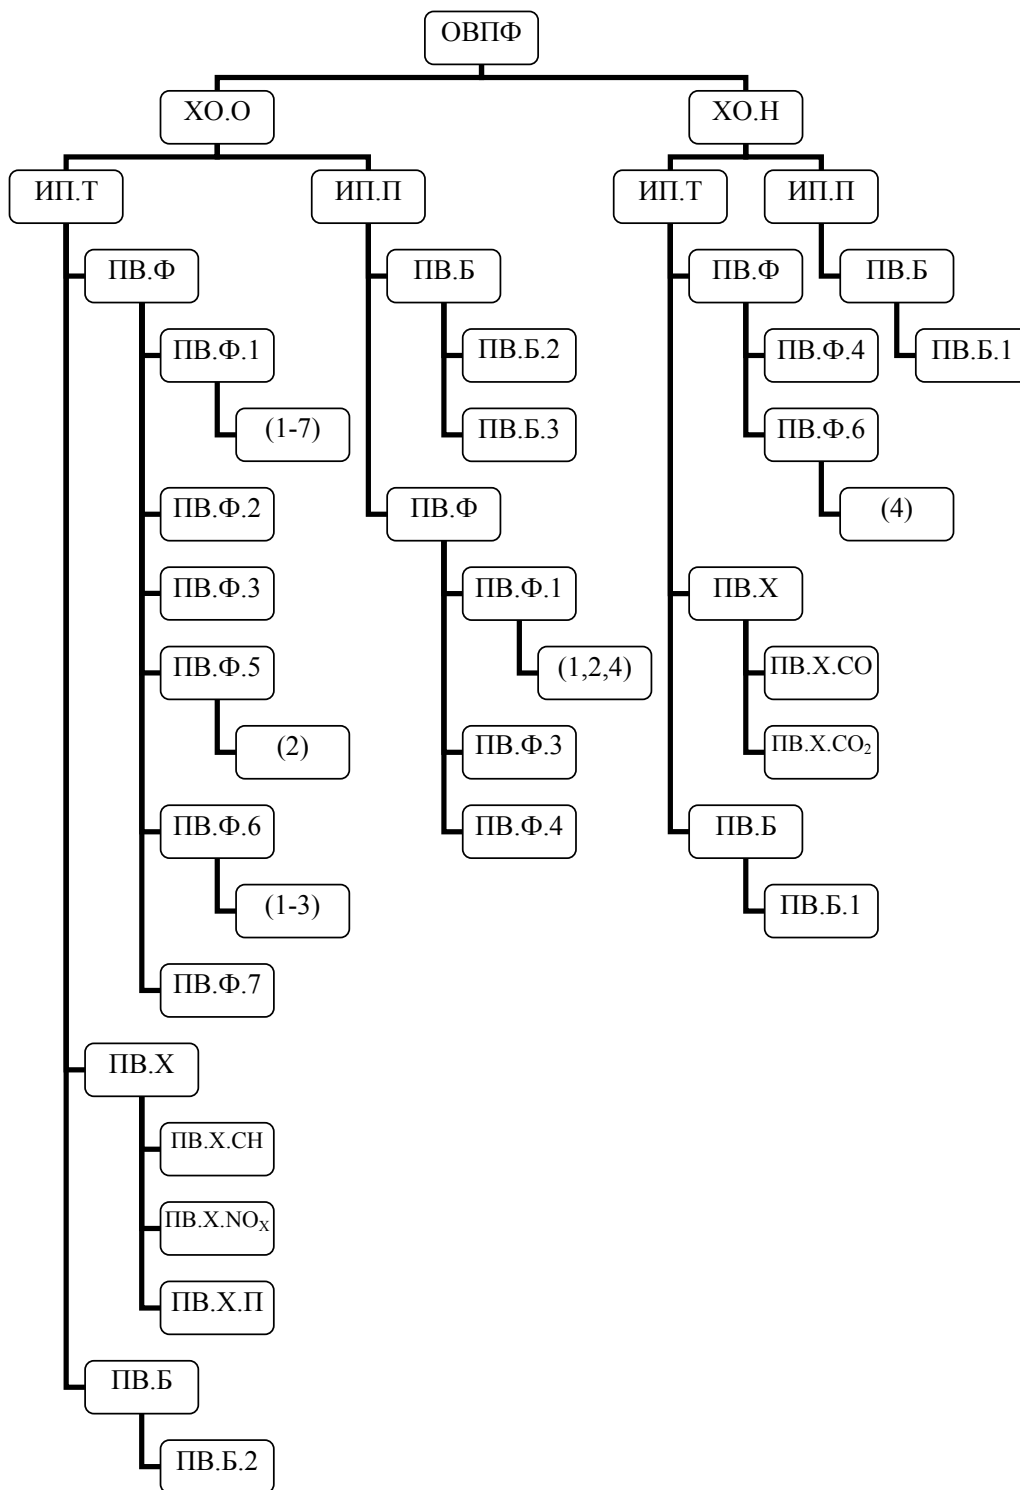 ОВПФ
ХО.О
ХО.Н
ИП.Т
ИП.П
ИП.Т
ИП.П
ПВ.Ф
ПВ.Б
ПВ.Ф
ПВ.Б
ПВ.Ф.1
ПВ.Б.2
ПВ.Ф.4
ПВ.Б.1
(1-7)
ПВ.Б.3
ПВ.Ф.6
ПВ.Ф.2
ПВ.Ф
(4)
ПВ.Ф.3
ПВ.Ф.1
ПВ.Х
ПВ.Ф.5
(1,2,4)
ПВ.Х.СО
(2)
ПВ.Ф.3
ПВ.Х.СО₂
ПВ.Ф.6
ПВ.Ф.4
ПВ.Б
(1-3)
ПВ.Б.1
ПВ.Ф.7
ПВ.Х
ПВ.Х.СН
ПВ.Х.NOₓ
ПВ.Х.П
ПВ.Б
ПВ.Б.2